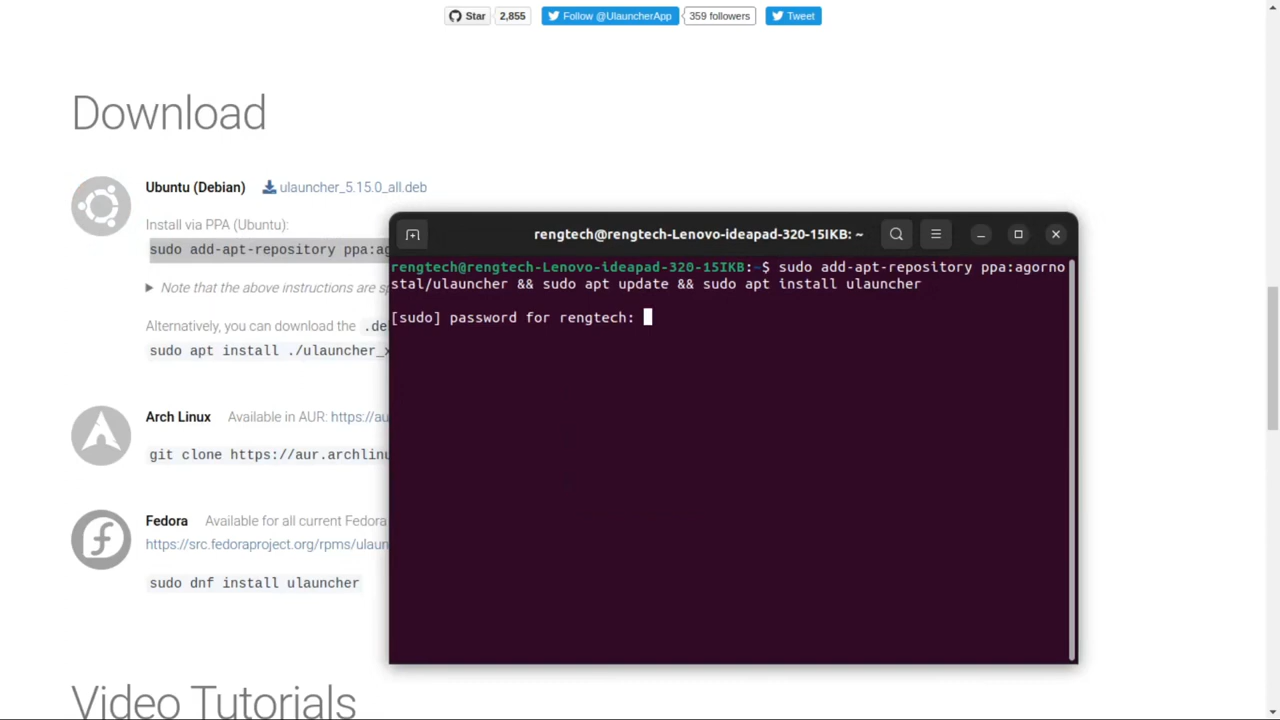 Star 2,855 Follow @UlauncherApp 359 followers Tweet
Download
Ubuntu (Debian) ulauncher_5.15.0_all.deb
Install via PPA (Ubuntu):
sudo add-apt-repository ppa:ag
Note that the above instructions are sp
Alternatively, you can download the .de
sudo apt install ./ulauncher_x
Arch Linux Available in AUR: https://au
git clone https://aur.archlinu
Fedora Available for all current Fedora
https://src.fedoraproject.org/rpms/ulaun
sudo dnf install ulauncher
Video Tutorials
rengtech@rengtech-Lenovo-ideapad-320-15IKB: ~
rengtech@rengtech-Lenovo-ideapad-320-15IKB:~$ sudo add-apt-repository ppa:agorno
stal/ulauncher && sudo apt update && sudo apt install ulauncher
[sudo] password for rengtech: